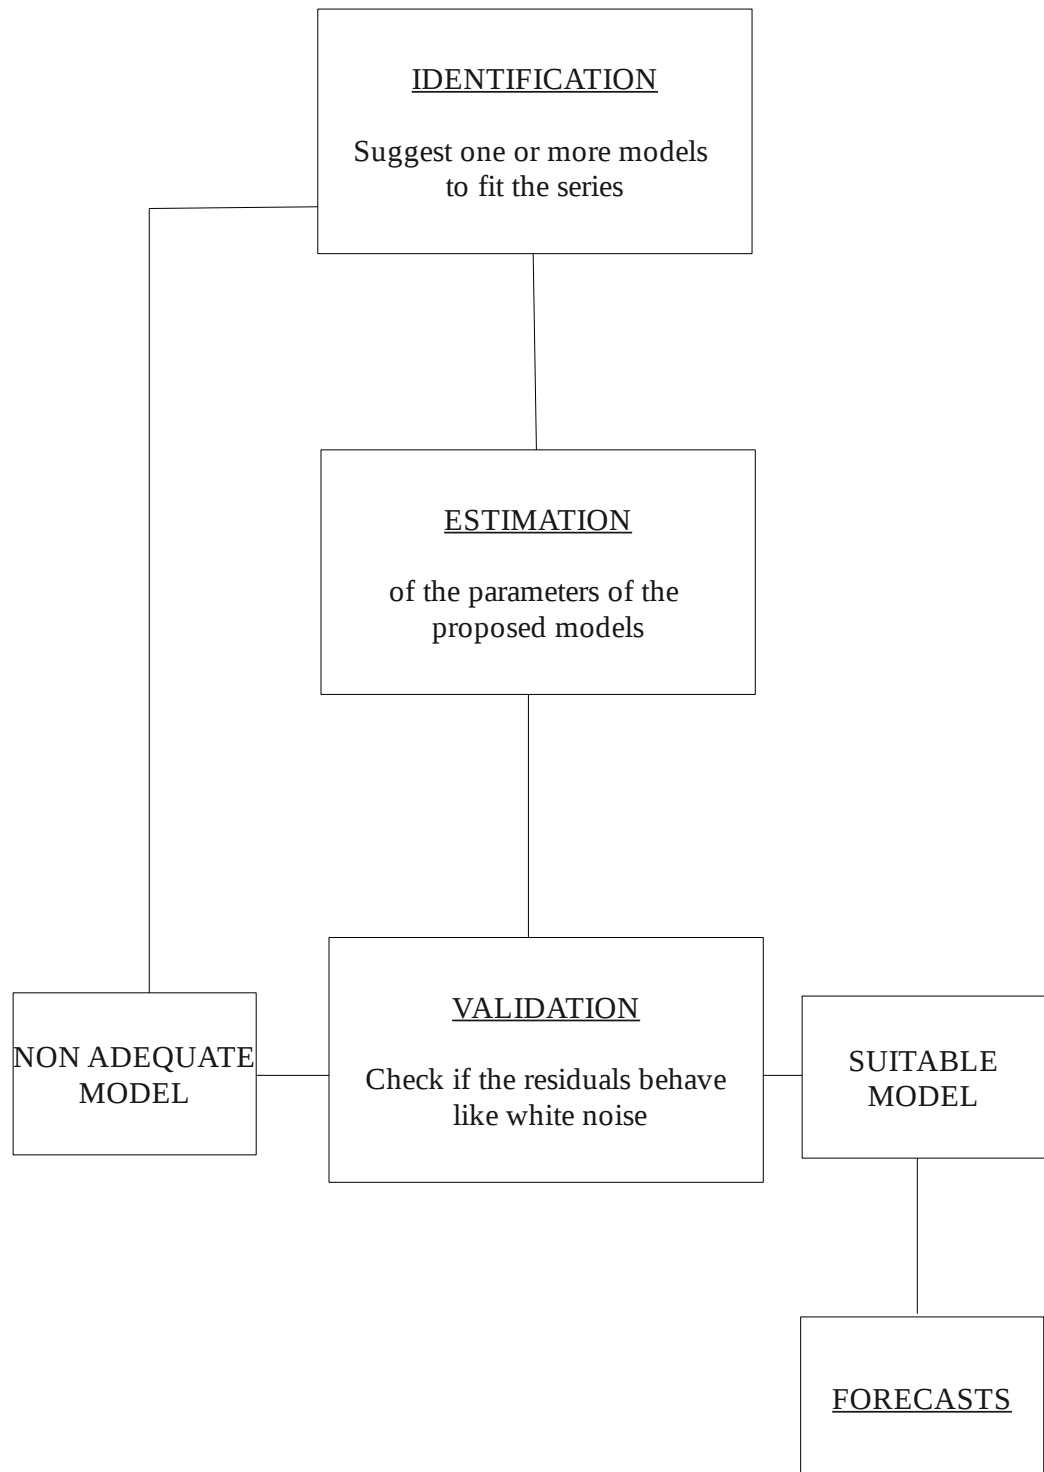 IDENTIFICATION
Suggest one or more models
to fit the series
ESTIMATION
of the parameters of the
proposed models
VALIDATION
Check if the residuals behave
like white noise
NON ADEQUATE
MODEL
SUITABLE
MODEL
FORECASTS